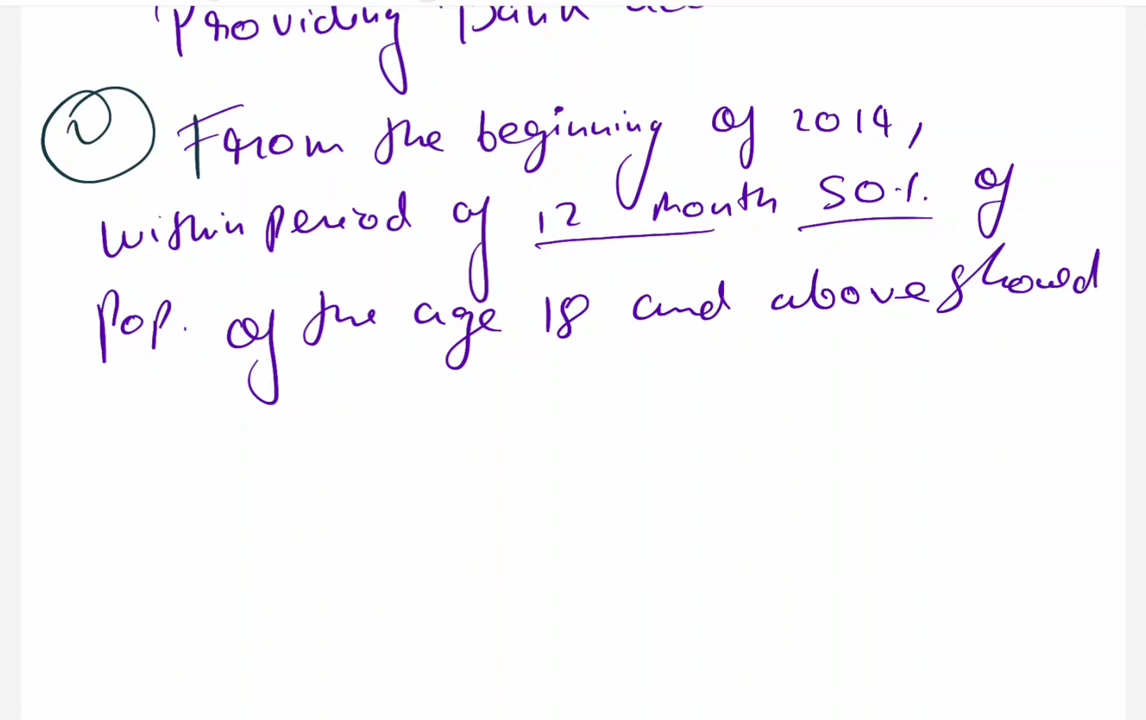 Providing
From the beginning of 2014,
within period of 12 month 50% of
Pop. of the age 18 and above should